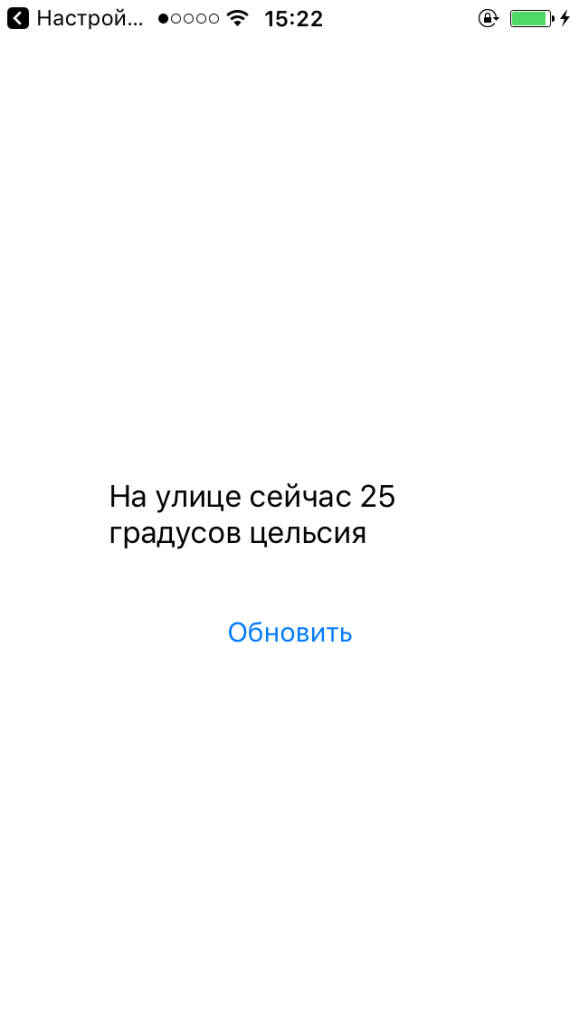 Настрой... 15:22
На улице сейчас 25
градусов цельсия
Обновить